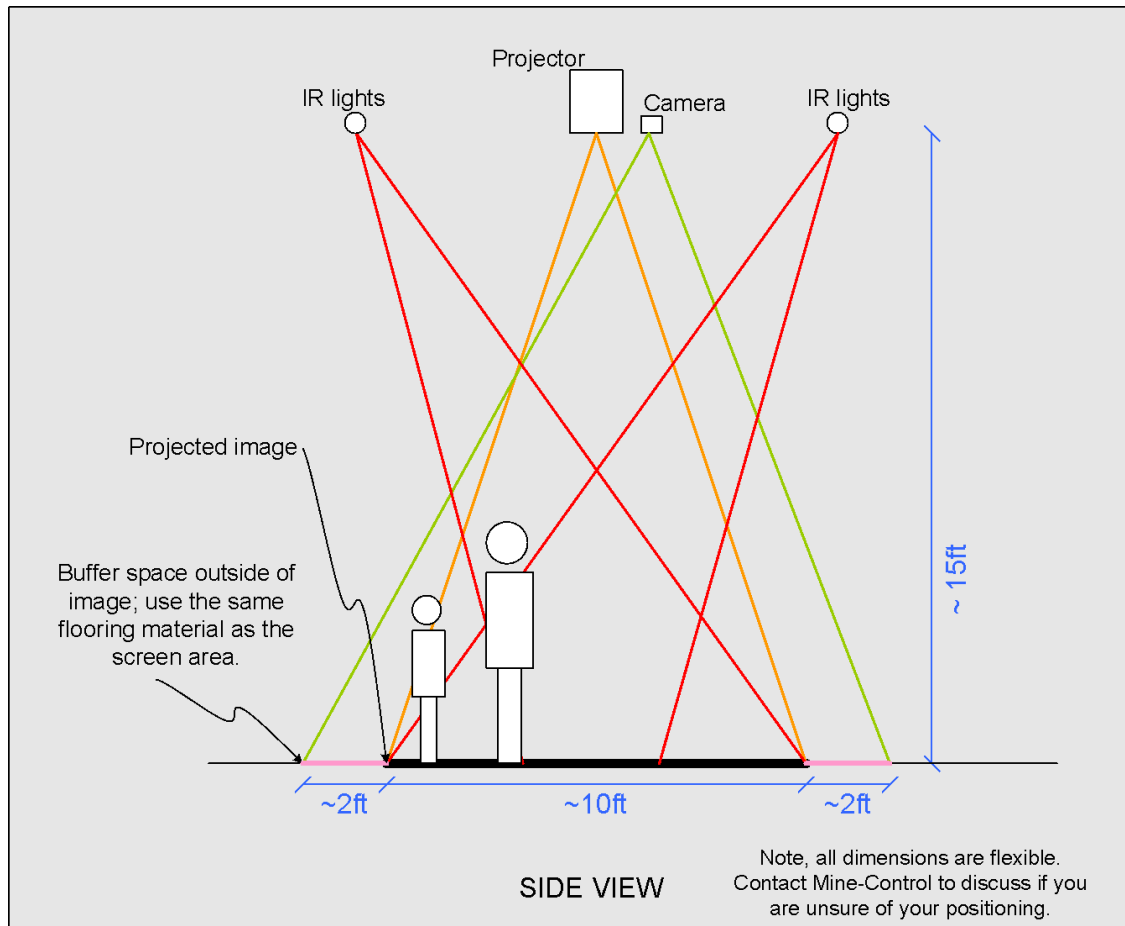 Projector
IR lights
Camera
IR lights
Projected image
Buffer space outside of
image; use the same
flooring material as the
screen area.
~ 15ft
~2ft
~10ft
~2ft
SIDE VIEW
Note, all dimensions are flexible.
Contact Mine-Control to discuss if you
are unsure of your positioning.